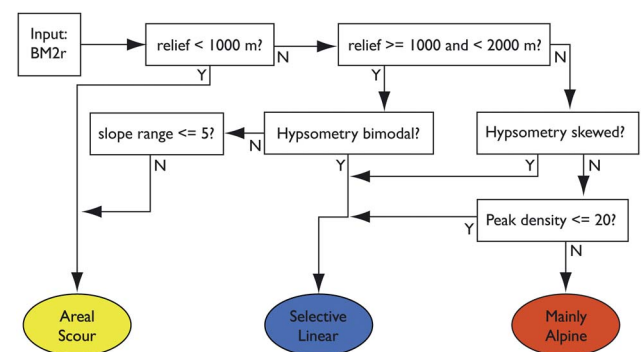 Input:
BM2r
relief < 1000 m?
N
relief >= 1000 and < 2000 m?
N
Y
Y
slope range <= 5?
N
Hypsometry bimodal?
Hypsometry skewed?
N
Y
Y
N
Peak density <= 20?
Y
N
Areal
Scour
Selective
Linear
Mainly
Alpine